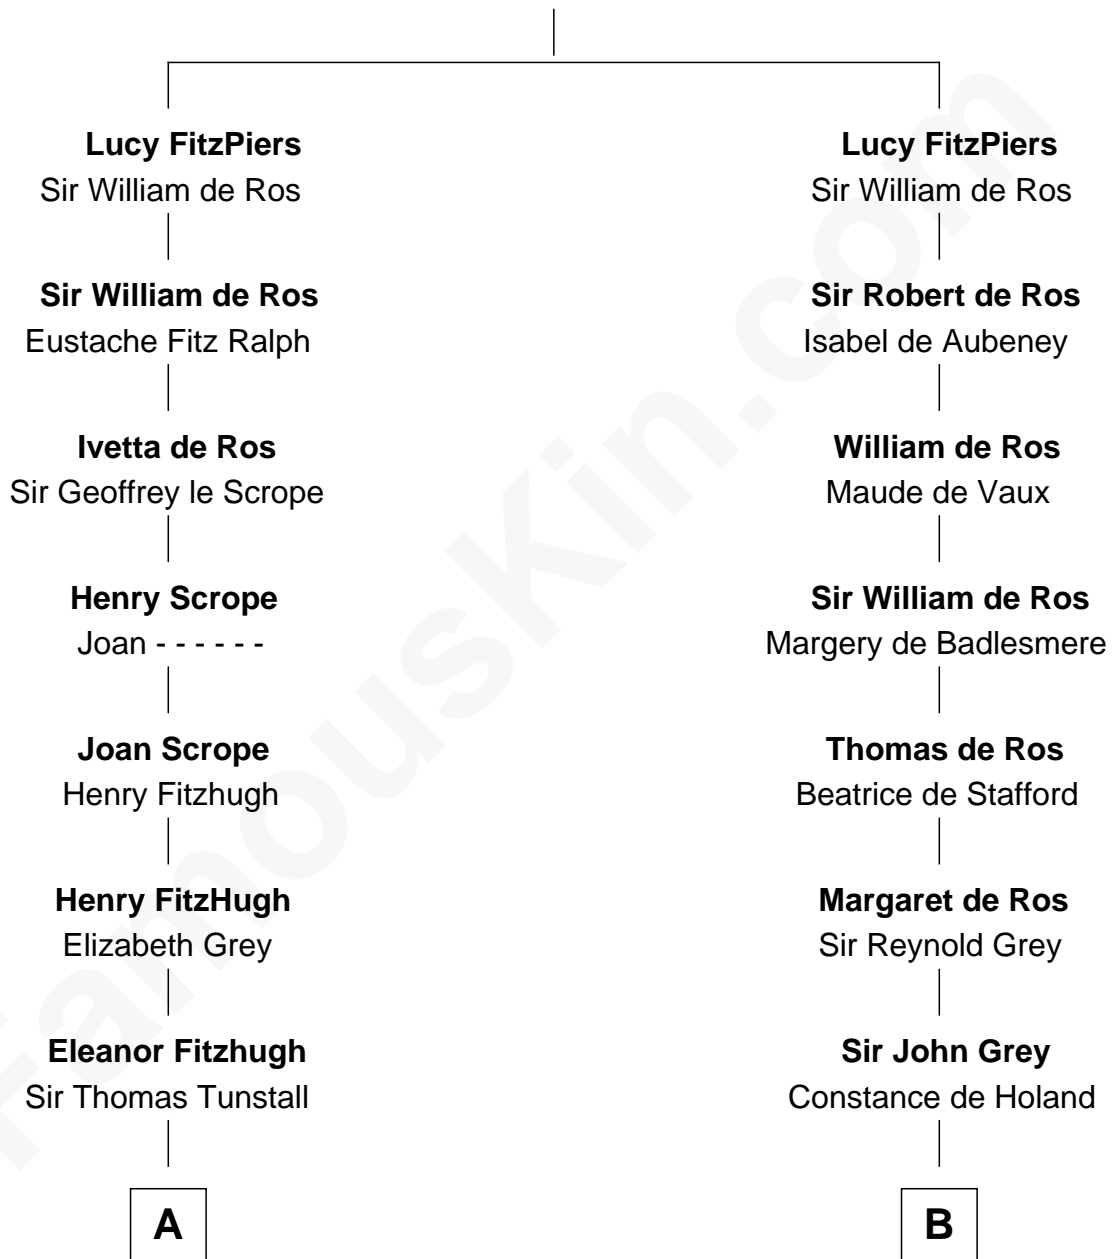 Lucy FitzPiers
Sir William de Ros
Sir William de Ros
Eustache Fitz Ralph
Ivetta de Ros
Sir Geoffrey le Scrope
Henry Scrope
Joan - - - - - -
Joan Scrope
Henry Fitzhugh
Henry FitzHugh
Elizabeth Grey
Eleanor Fitzhugh
Sir Thomas Tunstall
A
Lucy FitzPiers
Sir William de Ros
Sir Robert de Ros
Isabel de Aubeney
William de Ros
Maude de Vaux
Sir William de Ros
Margery de Badlesmere
Thomas de Ros
Beatrice de Stafford
Margaret de Ros
Sir Reynold Grey
Sir John Grey
Constance de Holand
B
FamousKin.com